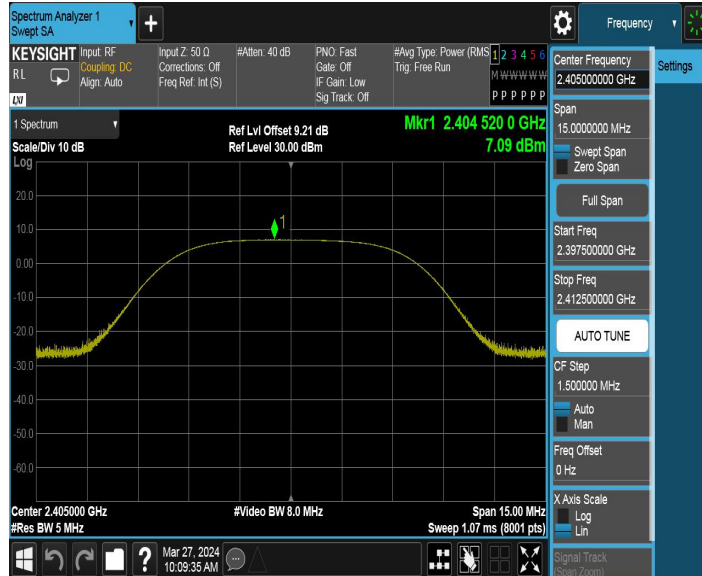 Spectrum Analyzer 1
Swept SA
Frequency
KEYSIGHT
RL
LXI
Input: RF
Coupling: DC
Align: Auto
Input Z: 50 Ω
Corrections: Off
Freq Ref: Int (S)
#Atten: 40 dB
PNO: Fast
Gate: Off
IF Gain: Low
Sig Track: Off
#Avg Type: Power (RMS
Trig: Free Run
1 2 3 4 5 6
M W W W W W
P P P P P P
1 Spectrum
Scale/Div 10 dB
Log
Ref Lvl Offset 9.21 dB
Ref Level 30.00 dBm
Mkr1 2.404 520 0 GHz
7.09 dBm
1
20.0
10.0
0.00
-10.0
-20.0
-30.0
-40.0
-50.0
-60.0
Center 2.405000 GHz
#Res BW 5 MHz
#Video BW 8.0 MHz
Span 15.00 MHz
Sweep 1.07 ms (8001 pts)
?
Mar 27, 2024
10:09:35 AM
Center Frequency
2.405000000 GHz
Span
15.0000000 MHz
Swept Span
Zero Span
Full Span
Start Freq
2.397500000 GHz
Stop Freq
2.412500000 GHz
AUTO TUNE
CF Step
1.500000 MHz
Auto
Man
Freq Offset
0 Hz
X Axis Scale
Log
Lin
Signal Track
(Span Zoom)
Settings